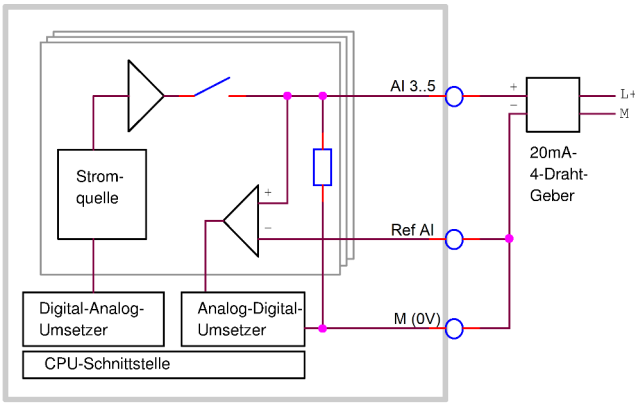 AI 3..5
+
−
L+
M
20mA-
4-Draht-
Geber
Strom-
quelle
+
−
Ref AI
Digital-Analog-
Umsetzer
Analog-Digital-
Umsetzer
M (0V)
CPU-Schnittstelle